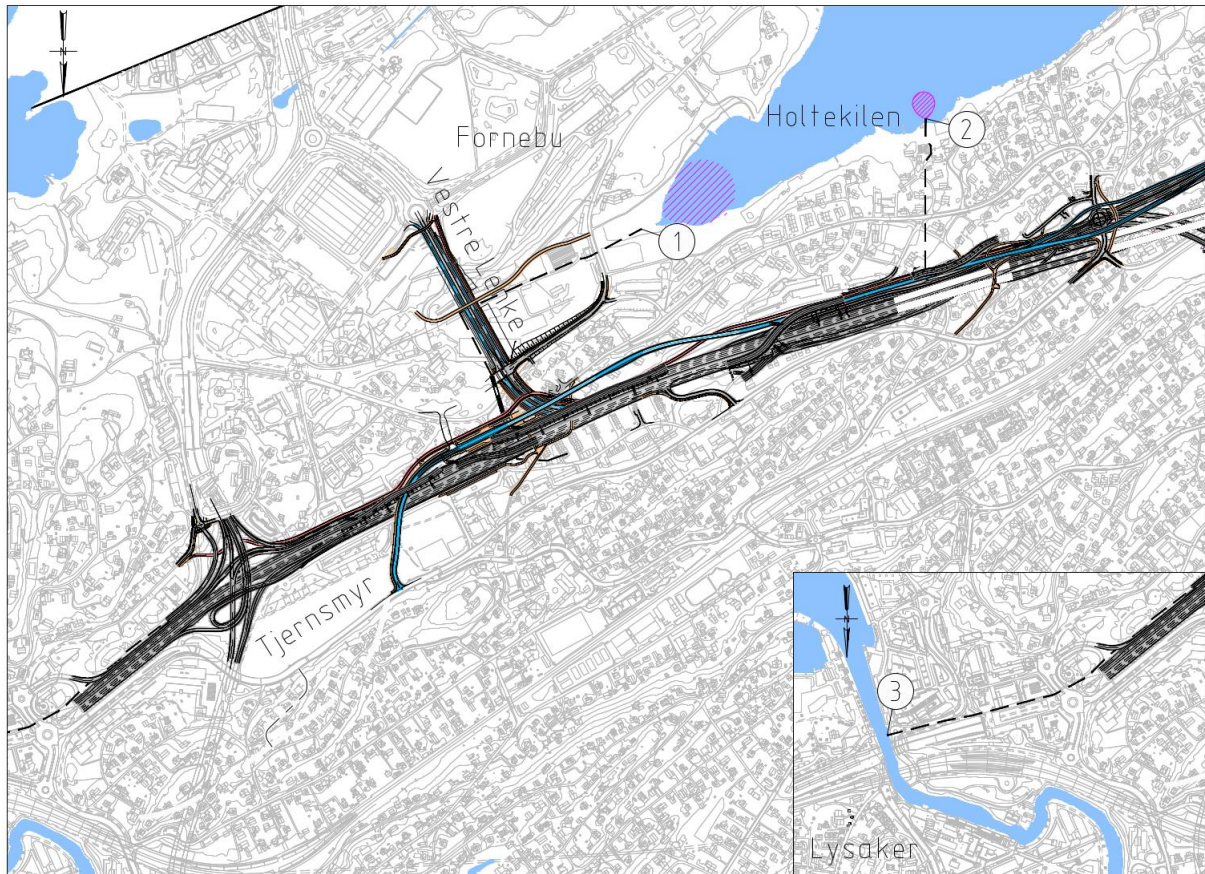 N
Fornebu
Holtekilen
2
Vestre lenke
1
Tjernsmyr
N
3
Lysaker